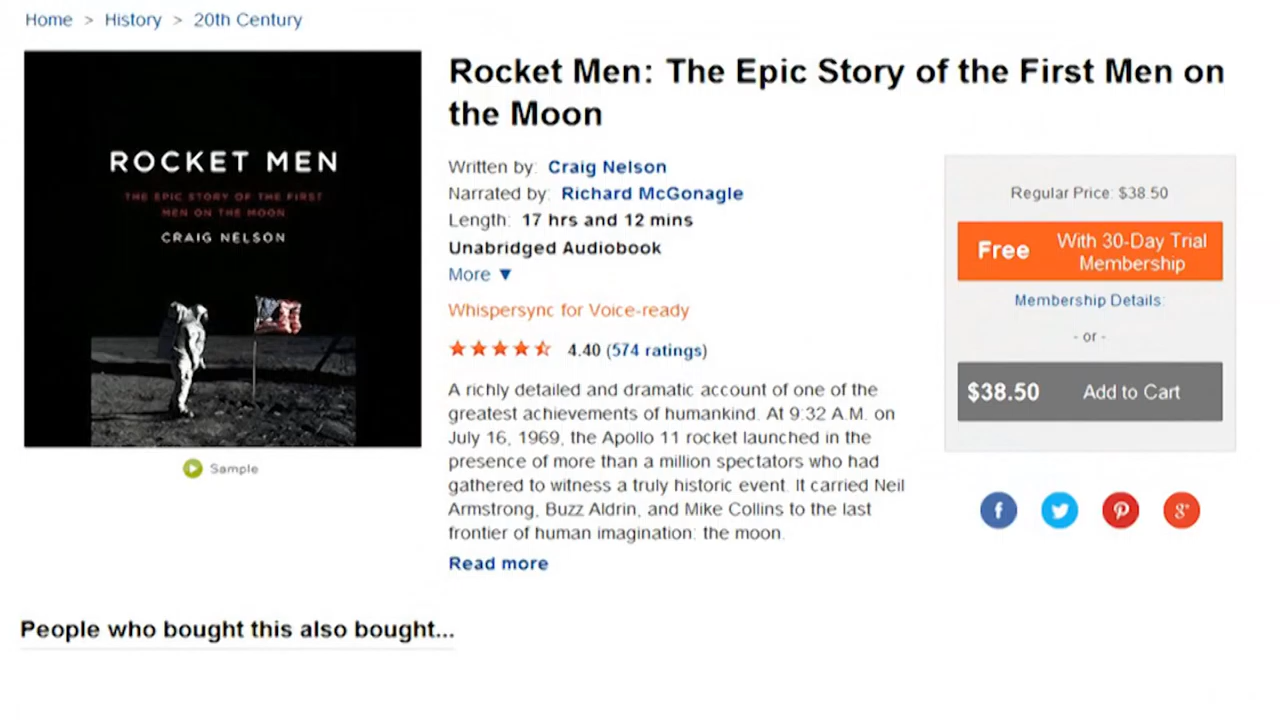 Home > History > 20th Century
ROCKET MEN
THE EPIC STORY OF THE FIRST
MEN ON THE MOON
CRAIG NELSON
Sample
Rocket Men: The Epic Story of the First Men on
the Moon
Written by: Craig Nelson
Narrated by: Richard McGonagle
Length: 17 hrs and 12 mins
Unabridged Audiobook
More ▼
Whispersync for Voice-ready
4.40 (574 ratings)
A richly detailed and dramatic account of one of the
greatest achievements of humankind. At 9:32 A.M. on
July 16, 1969, the Apollo 11 rocket launched in the
presence of more than a million spectators who had
gathered to witness a truly historic event. It carried Neil
Armstrong, Buzz Aldrin, and Mike Collins to the last
frontier of human imagination: the moon.
Read more
Regular Price: $38.50
Free With 30-Day Trial
Membership
Membership Details:
- or -
$38.50 Add to Cart
f
g+
People who bought this also bought...